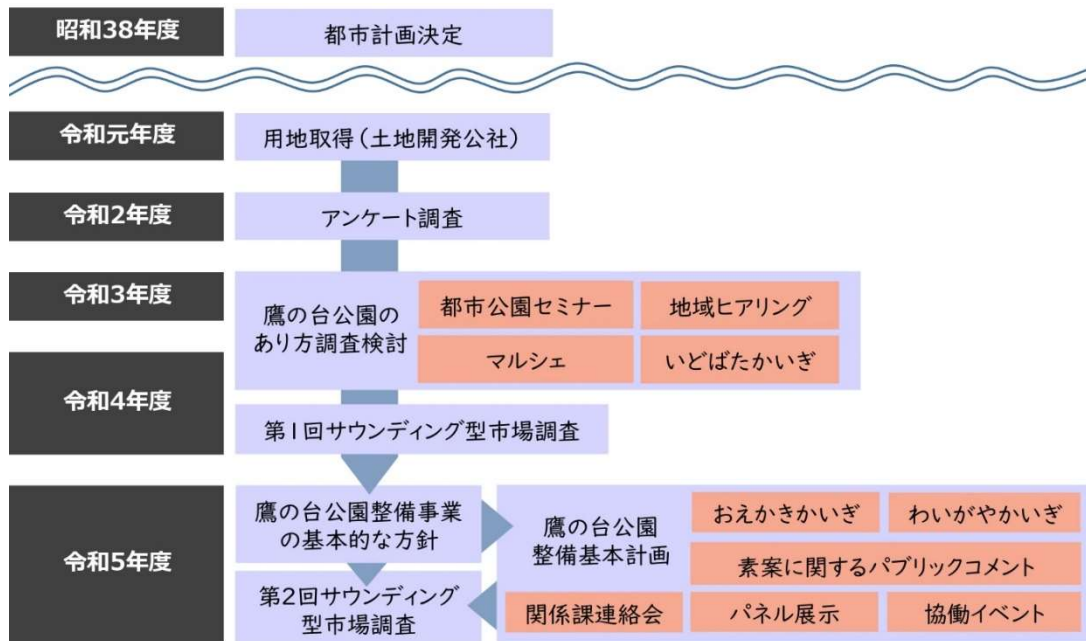 昭和38年度
都市計画決定
令和元年度
用地取得(土地開発公社)
令和2年度
アンケート調査
令和3年度
鷹の台公園の
あり方調査検討
都市公園セミナー
地域ヒアリング
マルシェ
いどばたかいぎ
令和4年度
第1回サウンディング型市場調査
令和5年度
鷹の台公園整備事業
の基本的な方針
鷹の台公園
整備基本計画
おえかきかいぎ
わいがやかいぎ
素案に関するパブリックコメント
関係課連絡会
パネル展示
協働イベント
第2回サウンディング
型市場調査